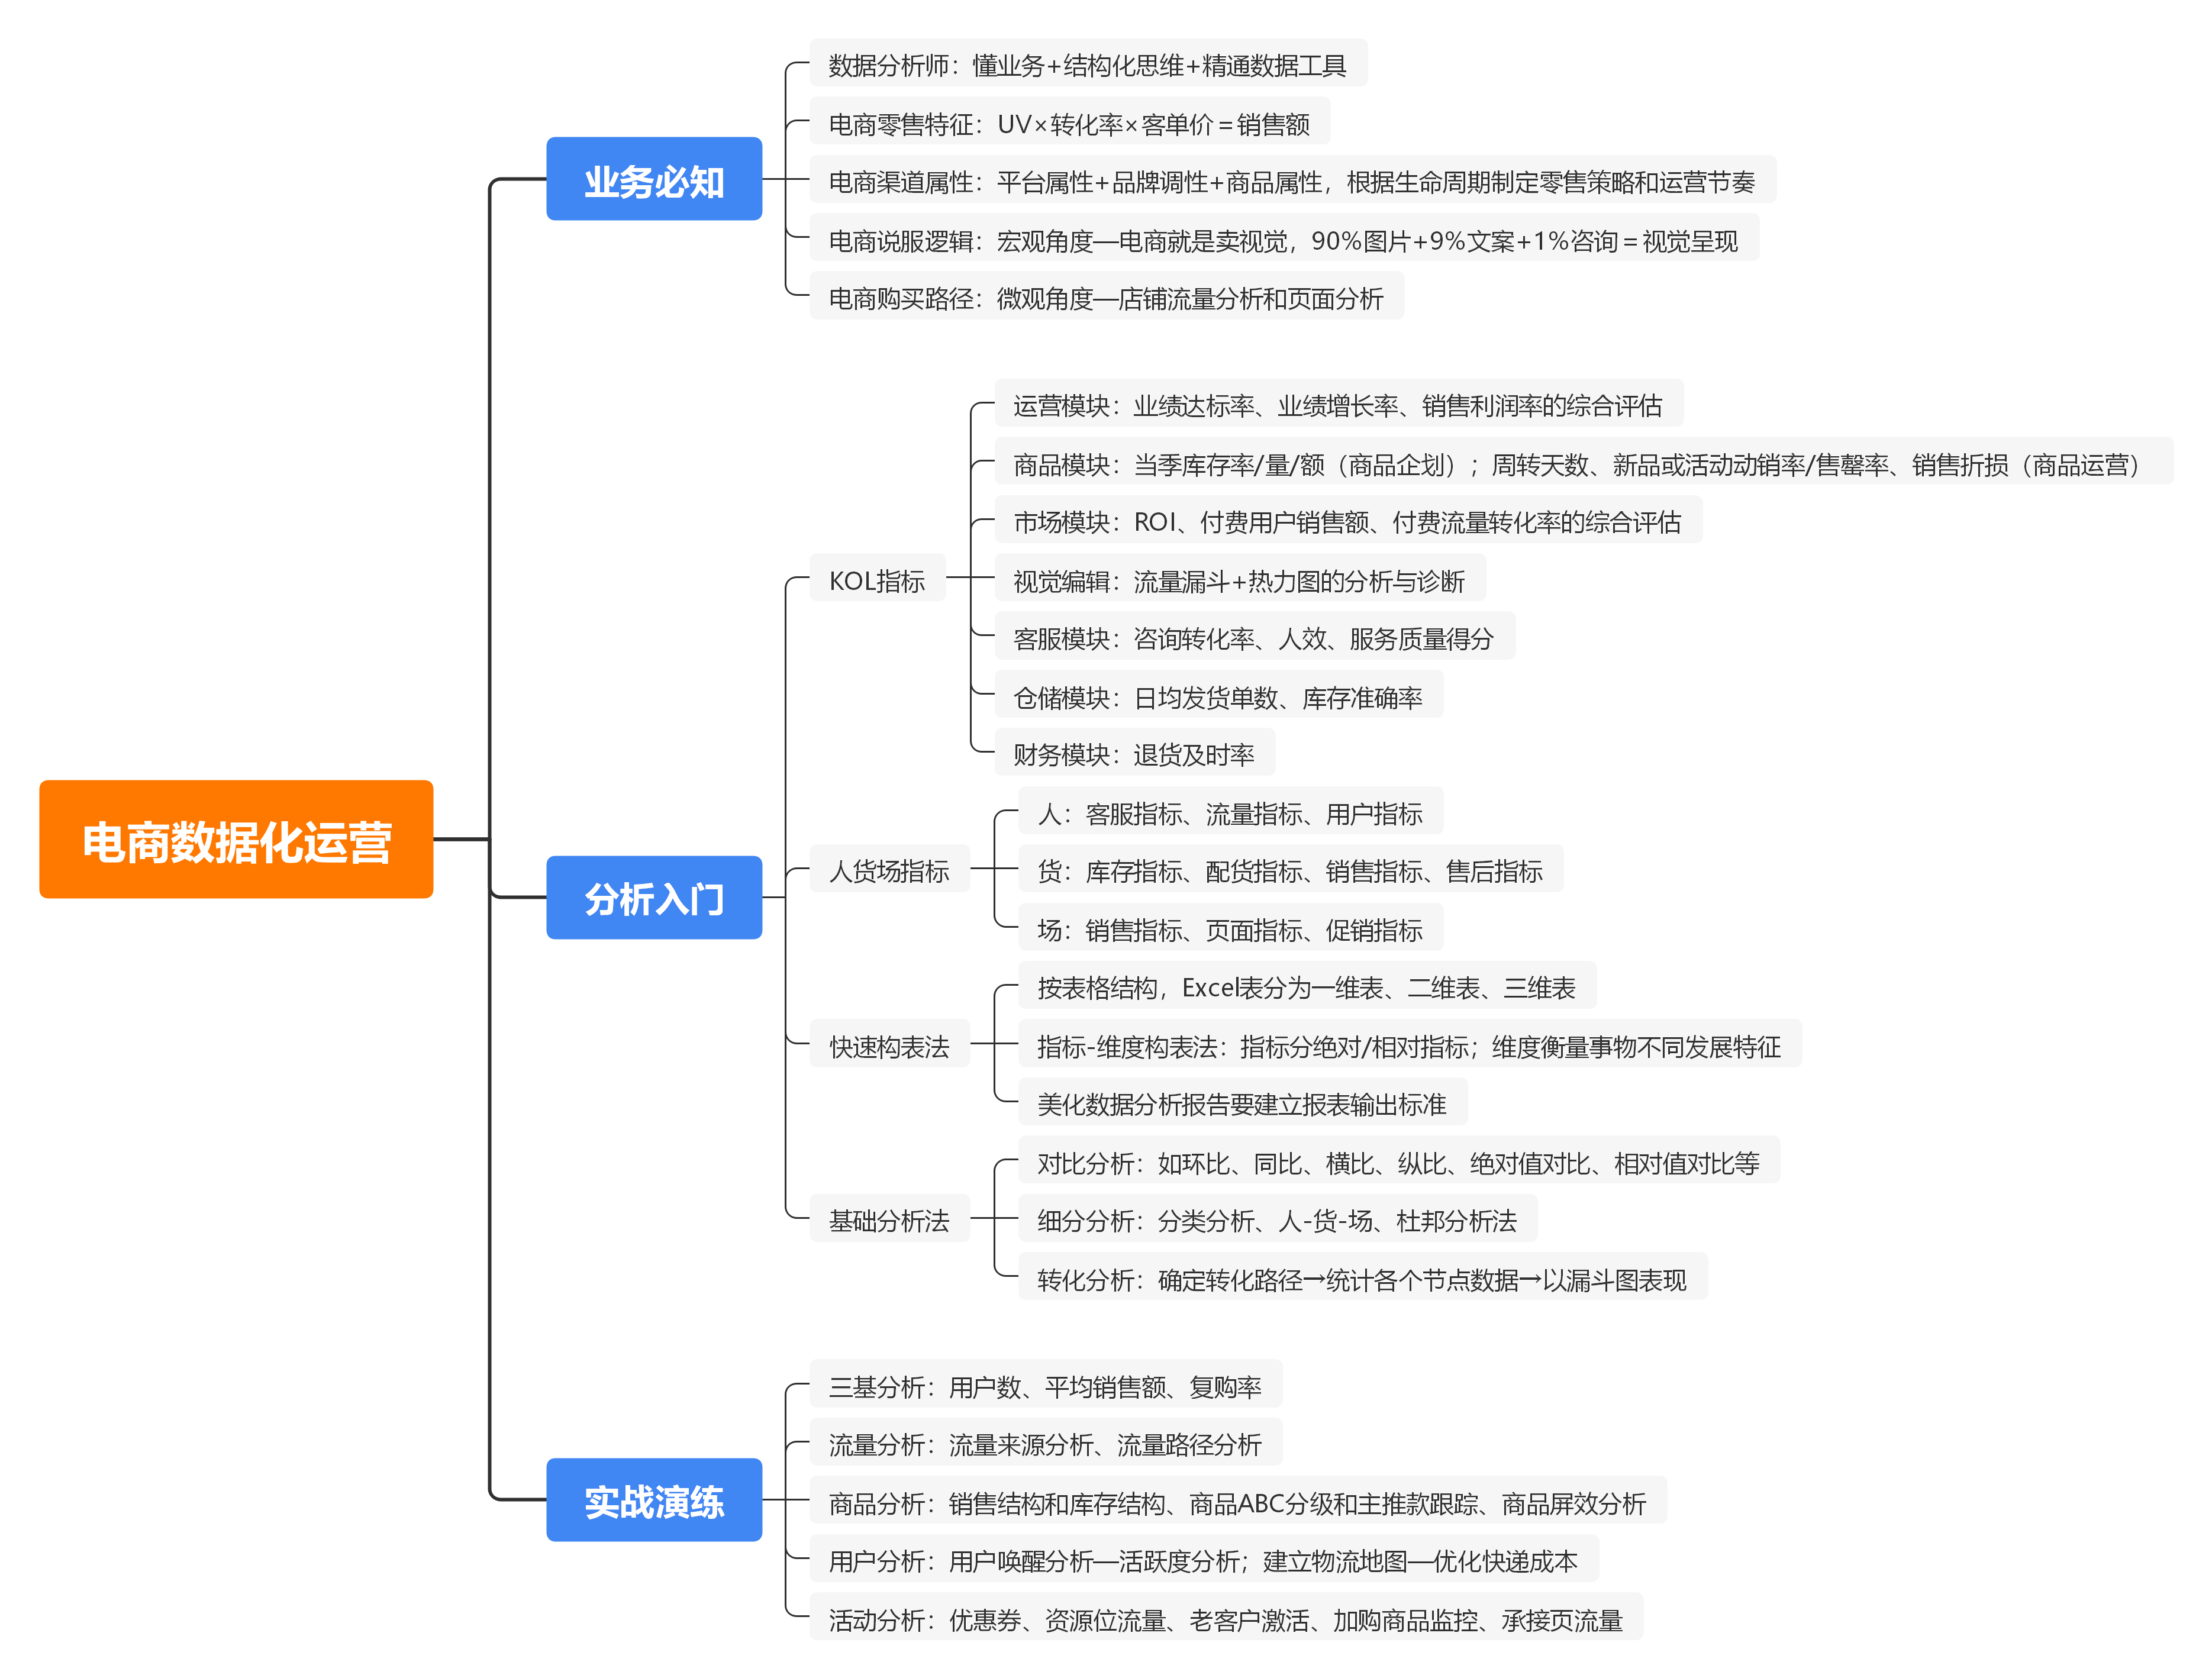 电商数据化运营
业务必知
数据分析师：懂业务+结构化思维+精通数据工具
电商零售特征：UV×转化率×客单价＝销售额
电商渠道属性：平台属性+品牌调性+商品属性，根据生命周期制定零售策略和运营节奏
电商说服逻辑：宏观角度—电商就是卖视觉，90%图片+9%文案+1%咨询＝视觉呈现
电商购买路径：微观角度—店铺流量分析和页面分析
分析入门
KOL指标
运营模块：业绩达标率、业绩增长率、销售利润率的综合评估
商品模块：当季库存率/量/额（商品企划）；周转天数、新品或活动动销率/售罄率、销售折损（商品运营）
市场模块：ROI、付费用户销售额、付费流量转化率的综合评估
视觉编辑：流量漏斗+热力图的分析与诊断
客服模块：咨询转化率、人效、服务质量得分
仓储模块：日均发货单数、库存准确率
财务模块：退货及时率
人货场指标
人：客服指标、流量指标、用户指标
货：库存指标、配货指标、销售指标、售后指标
场：销售指标、页面指标、促销指标
快速构表法
按表格结构，Excel表分为一维表、二维表、三维表
指标-维度构表法：指标分绝对/相对指标；维度衡量事物不同发展特征
美化数据分析报告要建立报表输出标准
基础分析法
对比分析：如环比、同比、横比、纵比、绝对值对比、相对值对比等
细分分析：分类分析、人-货-场、杜邦分析法
转化分析：确定转化路径→统计各个节点数据→以漏斗图表现
实战演练
三基分析：用户数、平均销售额、复购率
流量分析：流量来源分析、流量路径分析
商品分析：销售结构和库存结构、商品ABC分级和主推款跟踪、商品屏效分析
用户分析：用户唤醒分析—活跃度分析；建立物流地图—优化快递成本
活动分析：优惠券、资源位流量、老客户激活、加购商品监控、承接页流量